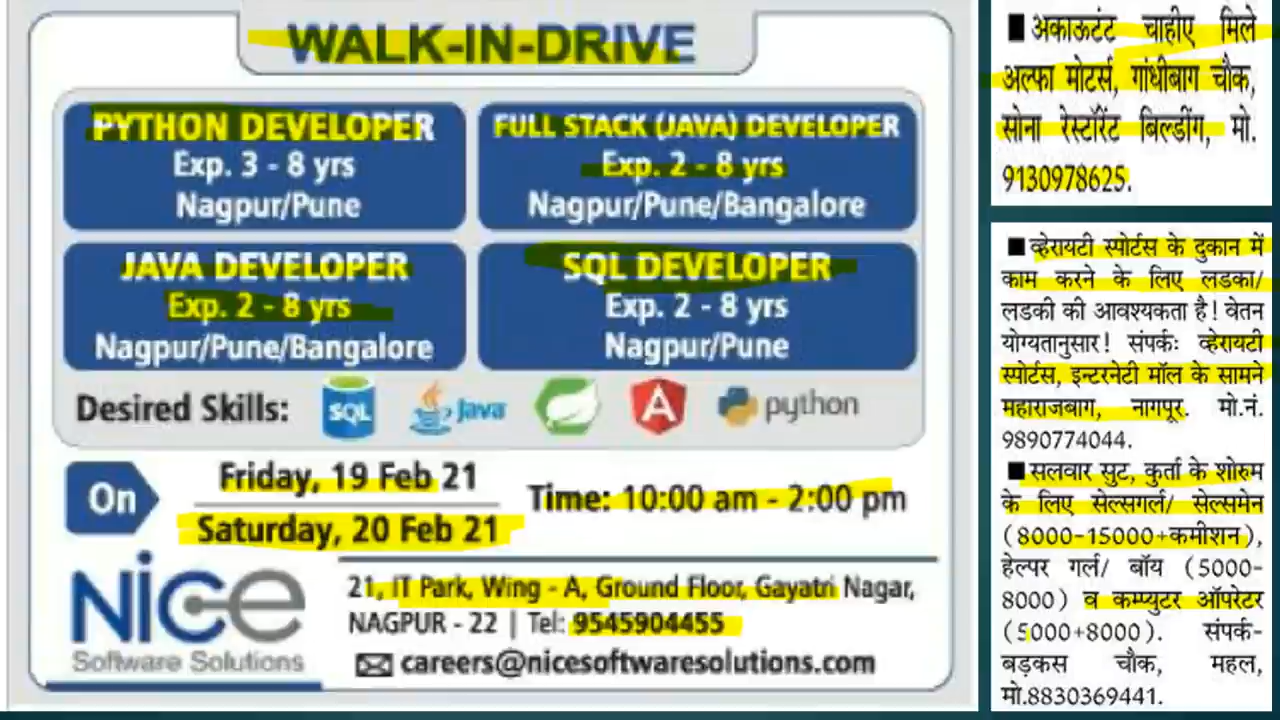 WALK-IN-DRIVE
PYTHON DEVELOPER
Exp. 3 - 8 yrs
Nagpur/Pune
FULL STACK (JAVA) DEVELOPER
Exp. 2 - 8 yrs
Nagpur/Pune/Bangalore
JAVA DEVELOPER
Exp. 2 - 8 yrs
Nagpur/Pune/Bangalore
SQL DEVELOPER
Exp. 2 - 8 yrs
Nagpur/Pune
Desired Skills: SQL Java A python
On
Friday, 19 Feb 21
Saturday, 20 Feb 21
Time: 10:00 am - 2:00 pm
NiCe
Software Solutions
21, IT Park, Wing - A, Ground Floor, Gayatri Nagar,
NAGPUR - 22 | Tel: 9545904455
careers@nicesoftwaresolutions.com
■ अकाऊटंट चाहीए मिले
अल्फा मोटर्स, गांधीबाग चौक,
सोना रेस्टॉरेंट बिल्डींग, मो.
9130978625.
■ व्हेरायटी स्पोर्टस के दुकान में
काम करने के लिए लडका/
लडकी की आवश्यकता है! वेतन
योग्यतानुसार! संपर्कः व्हेरायटी
स्पोर्टस, इन्टरनेटी मॉल के सामने
महाराजबाग, नागपूर. मो.नं.
9890774044.
■ सलवार सुट, कुर्ता के शोरुम
के लिए सेल्सगर्ल/ सेल्समेन
(8000-15000+कमीशन),
हेल्पर गर्ल/ बॉय (5000-
8000) व कम्प्युटर ऑपरेटर
(5000+8000). संपर्क-
बड़कस चौक, महल,
मो.8830369441.